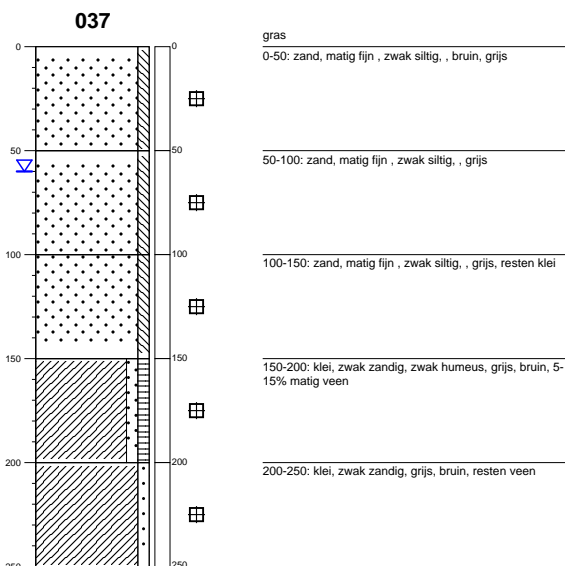 037
gras
0
0
0-50: zand, matig fijn , zwak siltig, , bruin, grijs
50
50
50-100: zand, matig fijn , zwak siltig, , grijs
100
100
100-150: zand, matig fijn , zwak siltig, , grijs, resten klei
150
150
150-200: klei, zwak zandig, zwak humeus, grijs, bruin, 5-
15% matig veen
200
200
200-250: klei, zwak zandig, grijs, bruin, resten veen
250
250